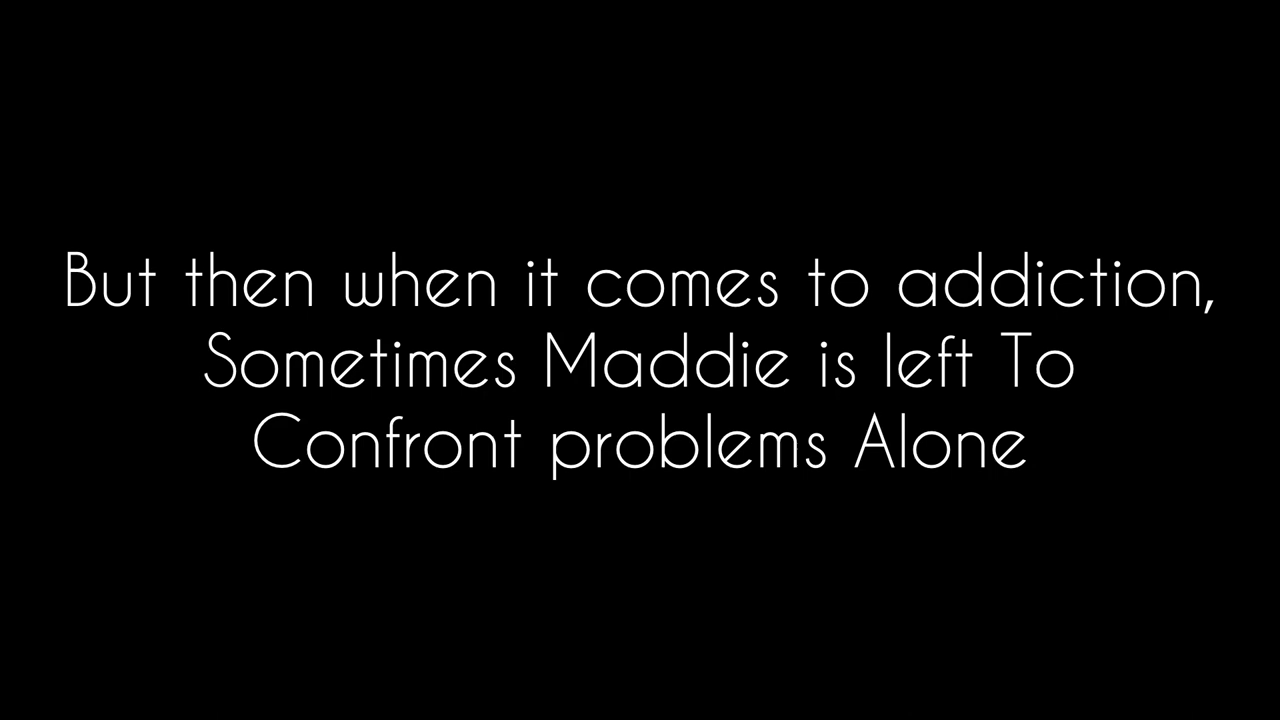 But then when it comes to addiction,
Sometimes Maddie is left To
Confront problems Alone